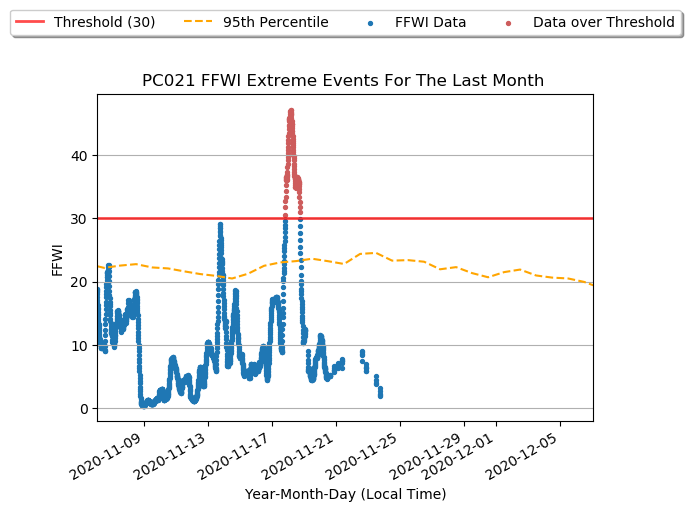 Threshold (30) 95th Percentile FFWI Data Data over Threshold
PC021 FFWI Extreme Events For The Last Month
40
30
20
10
0
FFWI
2020-11-09 2020-11-13 2020-11-17 2020-11-21 2020-11-25 2020-11-29 2020-12-01 2020-12-05
Year-Month-Day (Local Time)